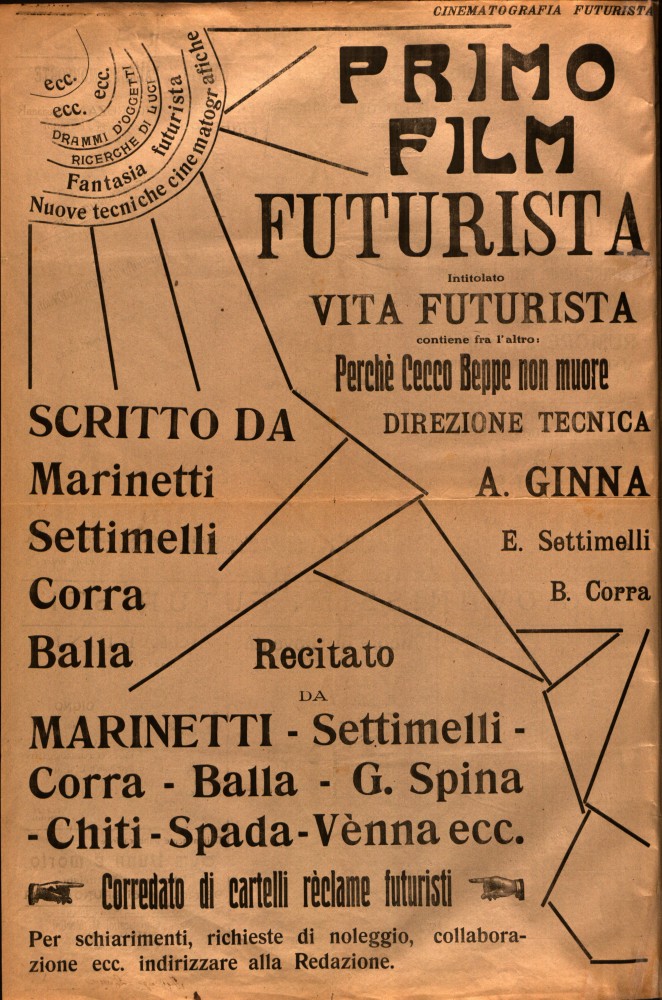 CINEMATOGRAFIA FUTURISTA
ecc.
ecc. ecc.
DRAMMI D'OGGETTI
RICERCHE DI LUCI
Fantasia futurista
Nuove tecniche cinematografiche
PRIMO
FILM
FUTURISTA
Intitolato
VITA FUTURISTA
contiene fra l'altro:
Perchè Cecco Beppe non muore
DIREZIONE TECNICA
A. GINNA
E. Settimelli
B. Corra
SCRITTO DA
Marinetti
Settimelli
Corra
Balla
Recitato
DA
MARINETTI - Settimelli -
Corra - Balla - G. Spina
- Chiti - Spada - Vènna ecc.
Corredato di cartelli rèclame futuristi
Per schiarimenti, richieste di noleggio, collabora-
zione ecc. indirizzare alla Redazione.